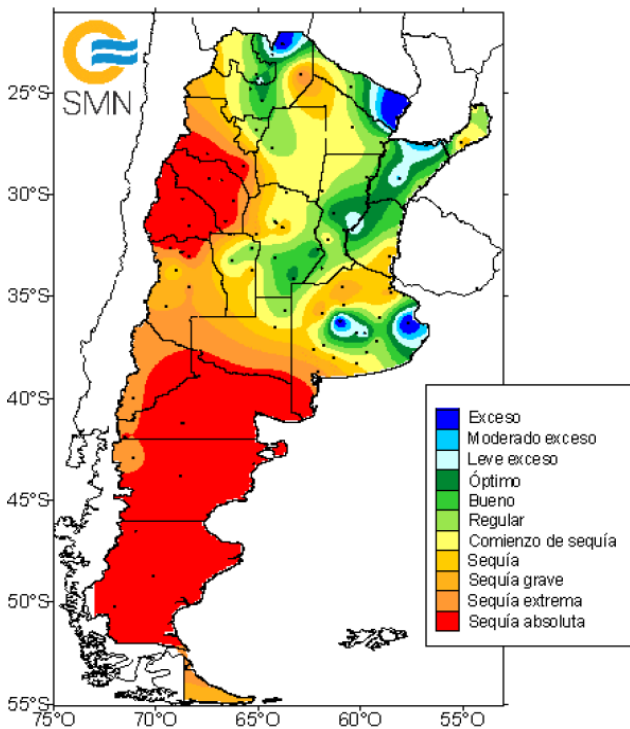 SMN
25°S
30°S
35°S
40°S
45°S
50°S
55°S
75°O
70°O
65°O
60°O
55°O
Exceso
Moderado exceso
Leve exceso
Óptimo
Bueno
Regular
Comienzo de sequía
Sequía
Sequía grave
Sequía extrema
Sequía absoluta